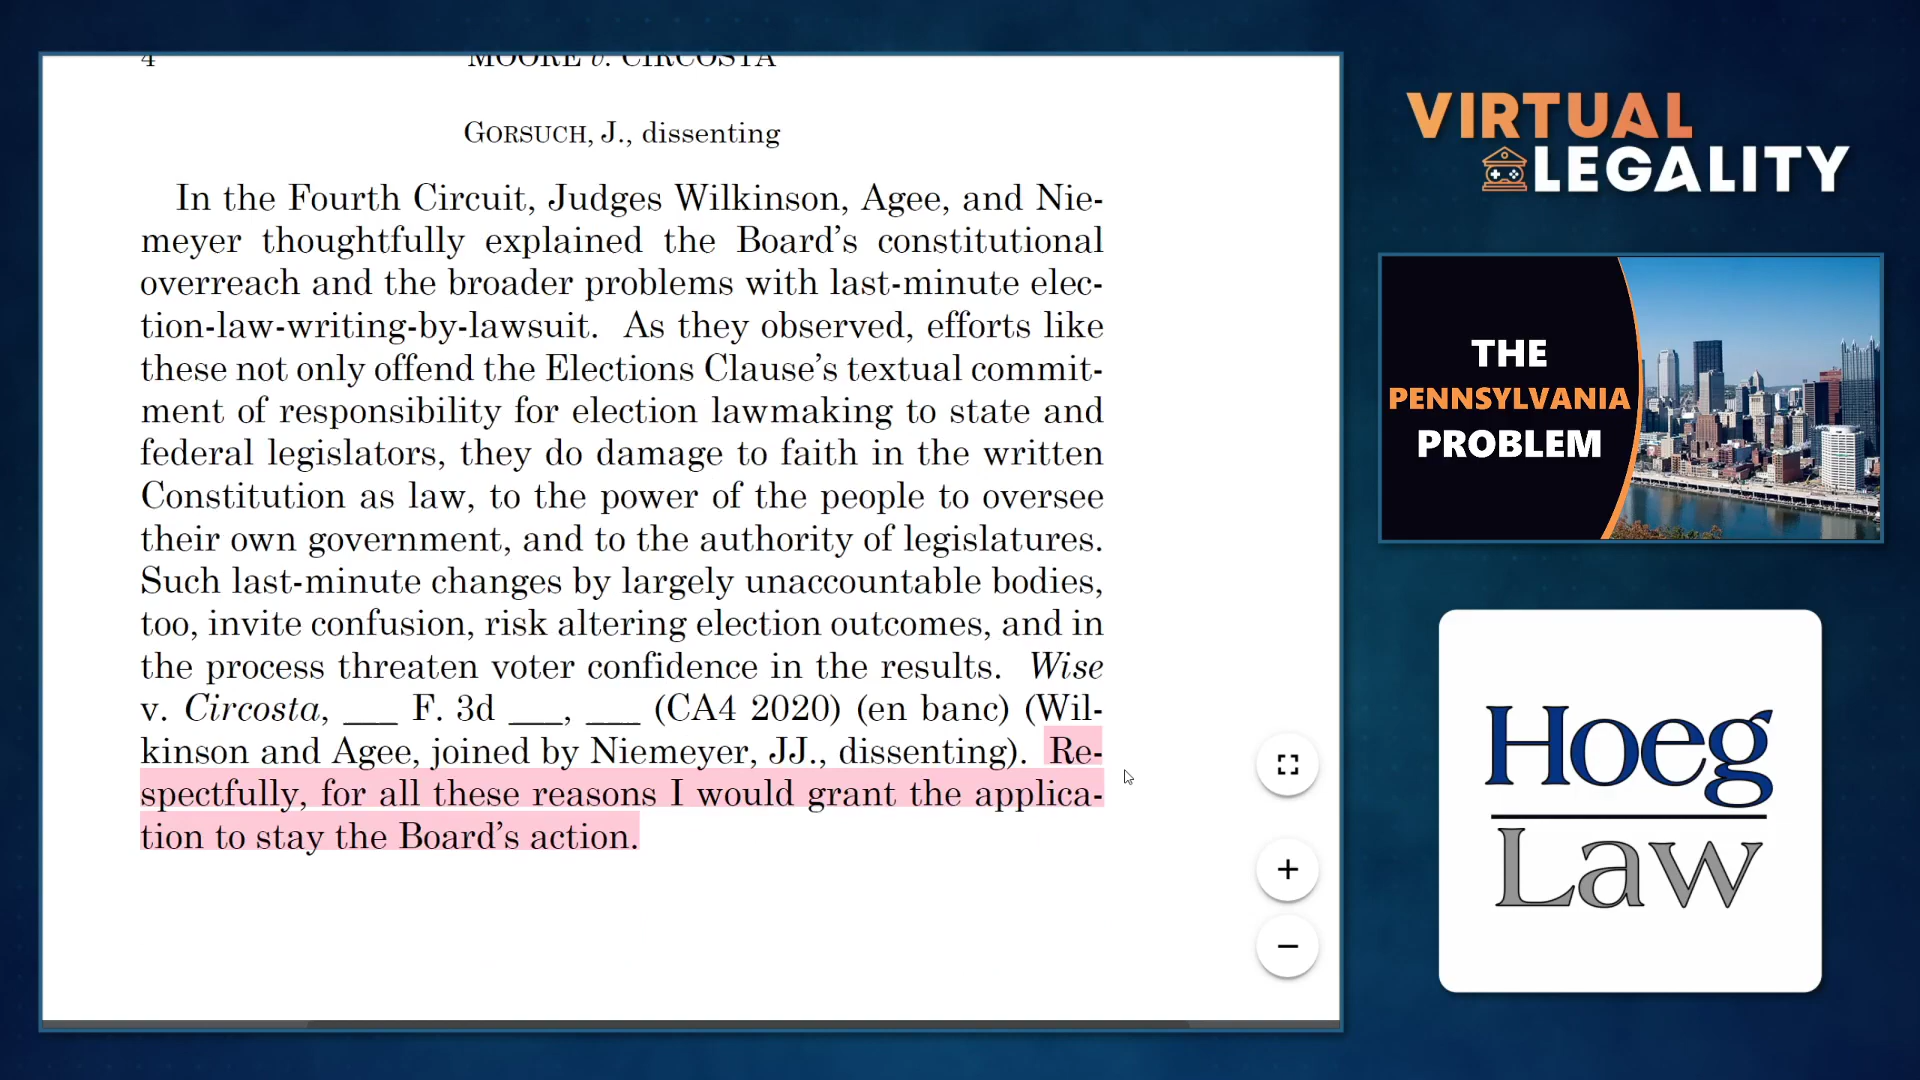 4 MOORE v. CIRCOSTA
GORSUCH, J., dissenting
In the Fourth Circuit, Judges Wilkinson, Agee, and Nie-
meyer thoughtfully explained the Board’s constitutional
overreach and the broader problems with last-minute elec-
tion-law-writing-by-lawsuit. As they observed, efforts like
these not only offend the Elections Clause’s textual commit-
ment of responsibility for election lawmaking to state and
federal legislators, they do damage to faith in the written
Constitution as law, to the power of the people to oversee
their own government, and to the authority of legislatures.
Such last-minute changes by largely unaccountable bodies,
too, invite confusion, risk altering election outcomes, and in
the process threaten voter confidence in the results. Wise
v. Circosta, ___ F. 3d ___, ___ (CA4 2020) (en banc) (Wil-
kinson and Agee, joined by Niemeyer, JJ., dissenting). Re-
spectfully, for all these reasons I would grant the applica-
tion to stay the Board’s action.
VIRTUAL
LEGALITY
THE
PENNSYLVANIA
PROBLEM
Hoeg
Law